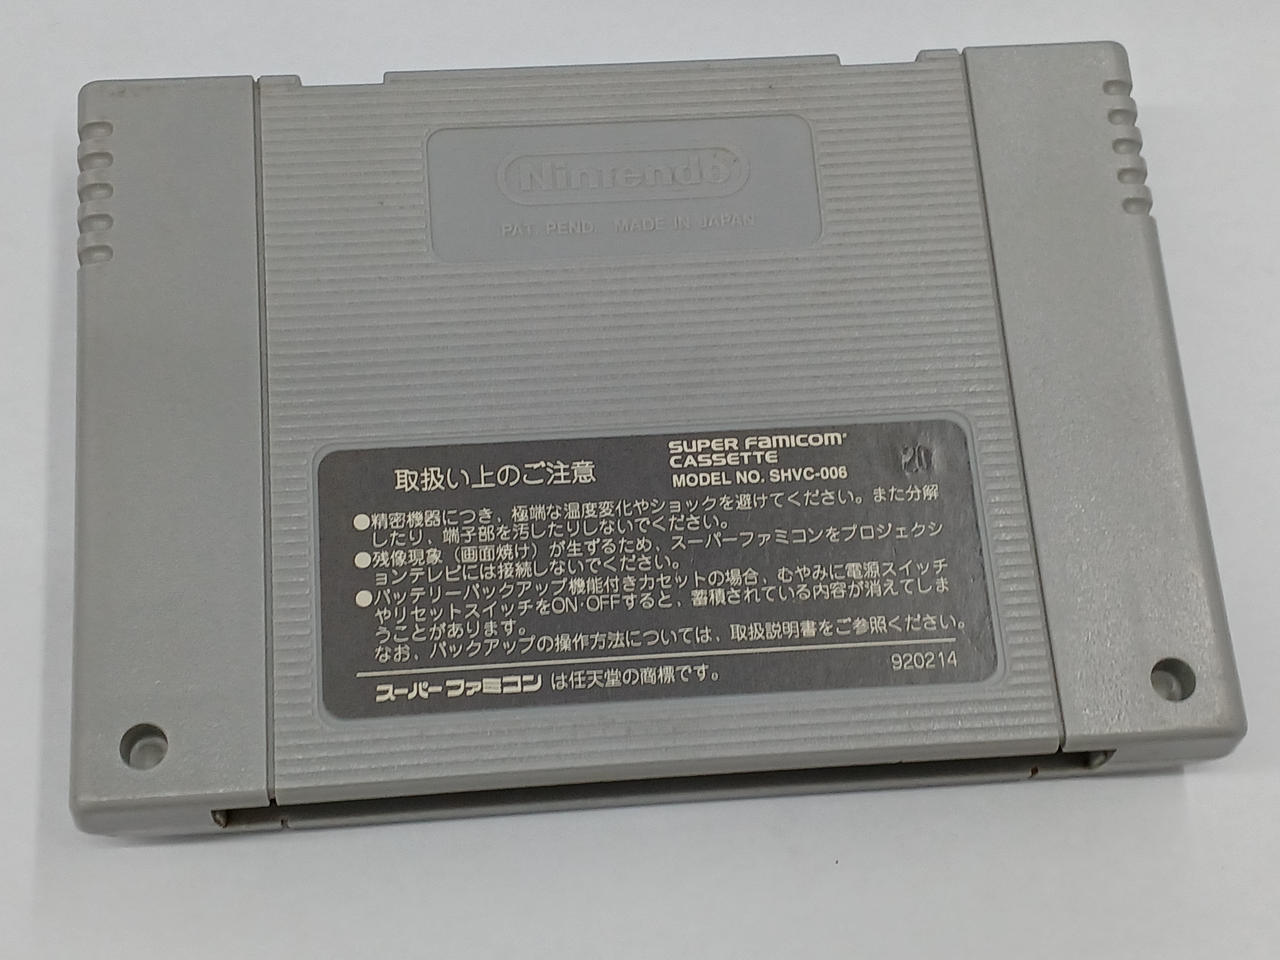 Nintendo
PAT. PEND. MADE IN JAPAN
取扱い上のご注意
SUPER FAMICOM
CASSETTE
MODEL NO. SHVC-006
20
●精密機器につき、極端な温度変化やショックを避けてください。また分解
したり、端子部を汚したりしないでください。
●残像現象（画面焼け）が生ずるため、スーパーファミコンをプロジェクシ
ョンテレビには接続しないでください。
●バッテリーバックアップ機能付きカセットの場合、むやみに電源スイッチ
やリセットスイッチをON・OFFすると、蓄積されている内容が消えてしま
うことがあります。
なお、バックアップの操作方法については、取扱説明書をご参照ください。
スーパーファミコン は任天堂の商標です。
920214